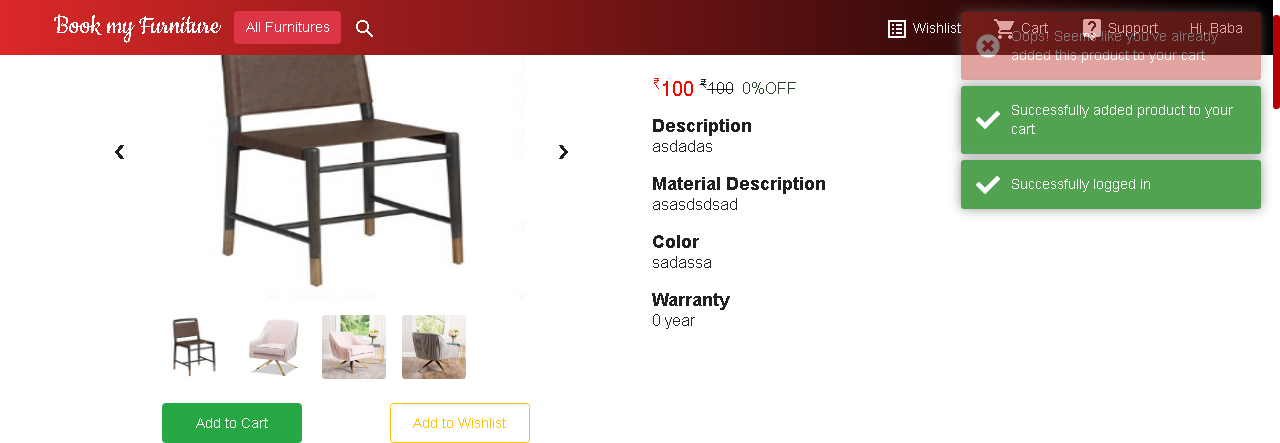 Book my Furniture
All Furnitures
Wishlist
Cart
Support
Hi, Baba
Oops! Seems like you've already
added this product to your cart
Successfully added product to your
cart
Successfully logged in
‹
›
₹100 ₹100 0%OFF
Description
asdadas
Material Description
asasdsdsad
Color
sadassa
Warranty
0 year
Add to Cart
Add to Wishlist